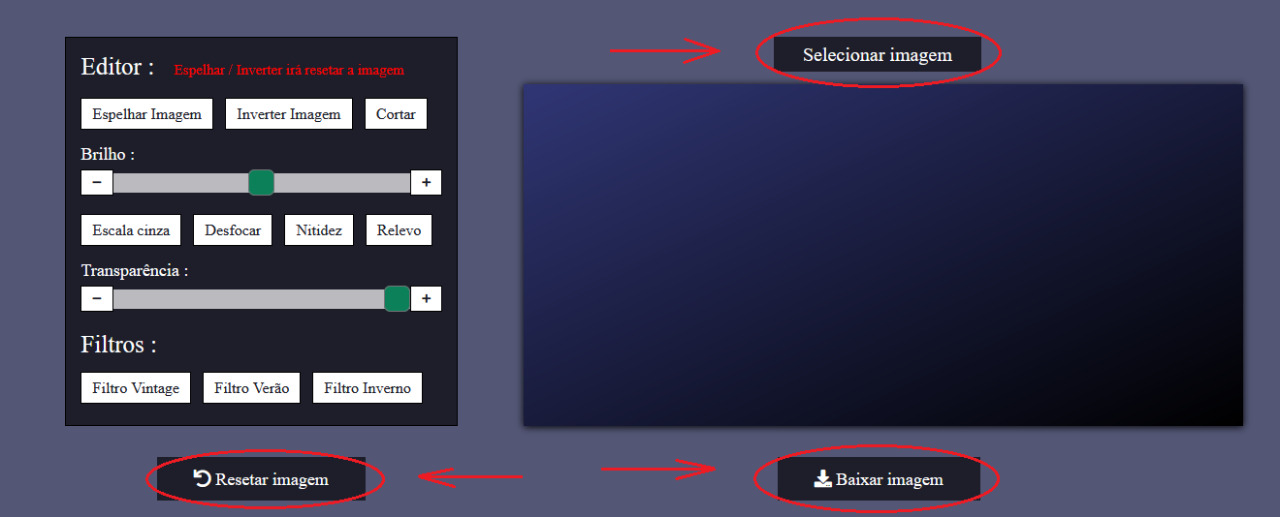 Editor : Espelhar / Inverter irá resetar a imagem
Espelhar Imagem Inverter Imagem Cortar
Brilho :
− +
Escala cinza Desfocar Nitidez Relevo
Transparência :
− +
Filtros :
Filtro Vintage Filtro Verão Filtro Inverno
Resetar imagem
Selecionar imagem
Baixar imagem